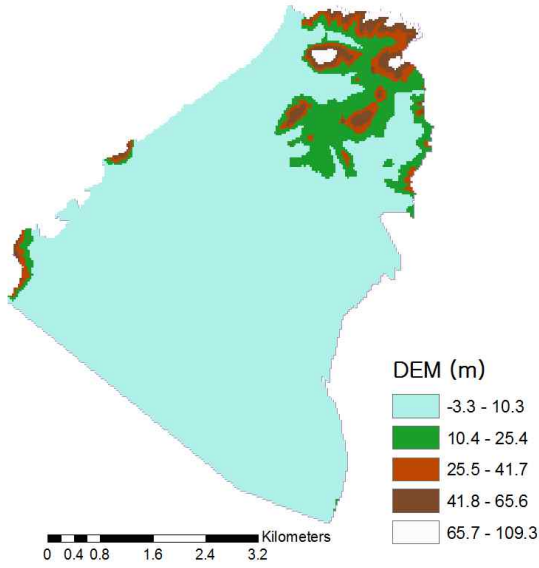 DEM (m)
-3.3 - 10.3
10.4 - 25.4
25.5 - 41.7
41.8 - 65.6
65.7 - 109.3
Kilometers
0 0.4 0.8 1.6 2.4 3.2